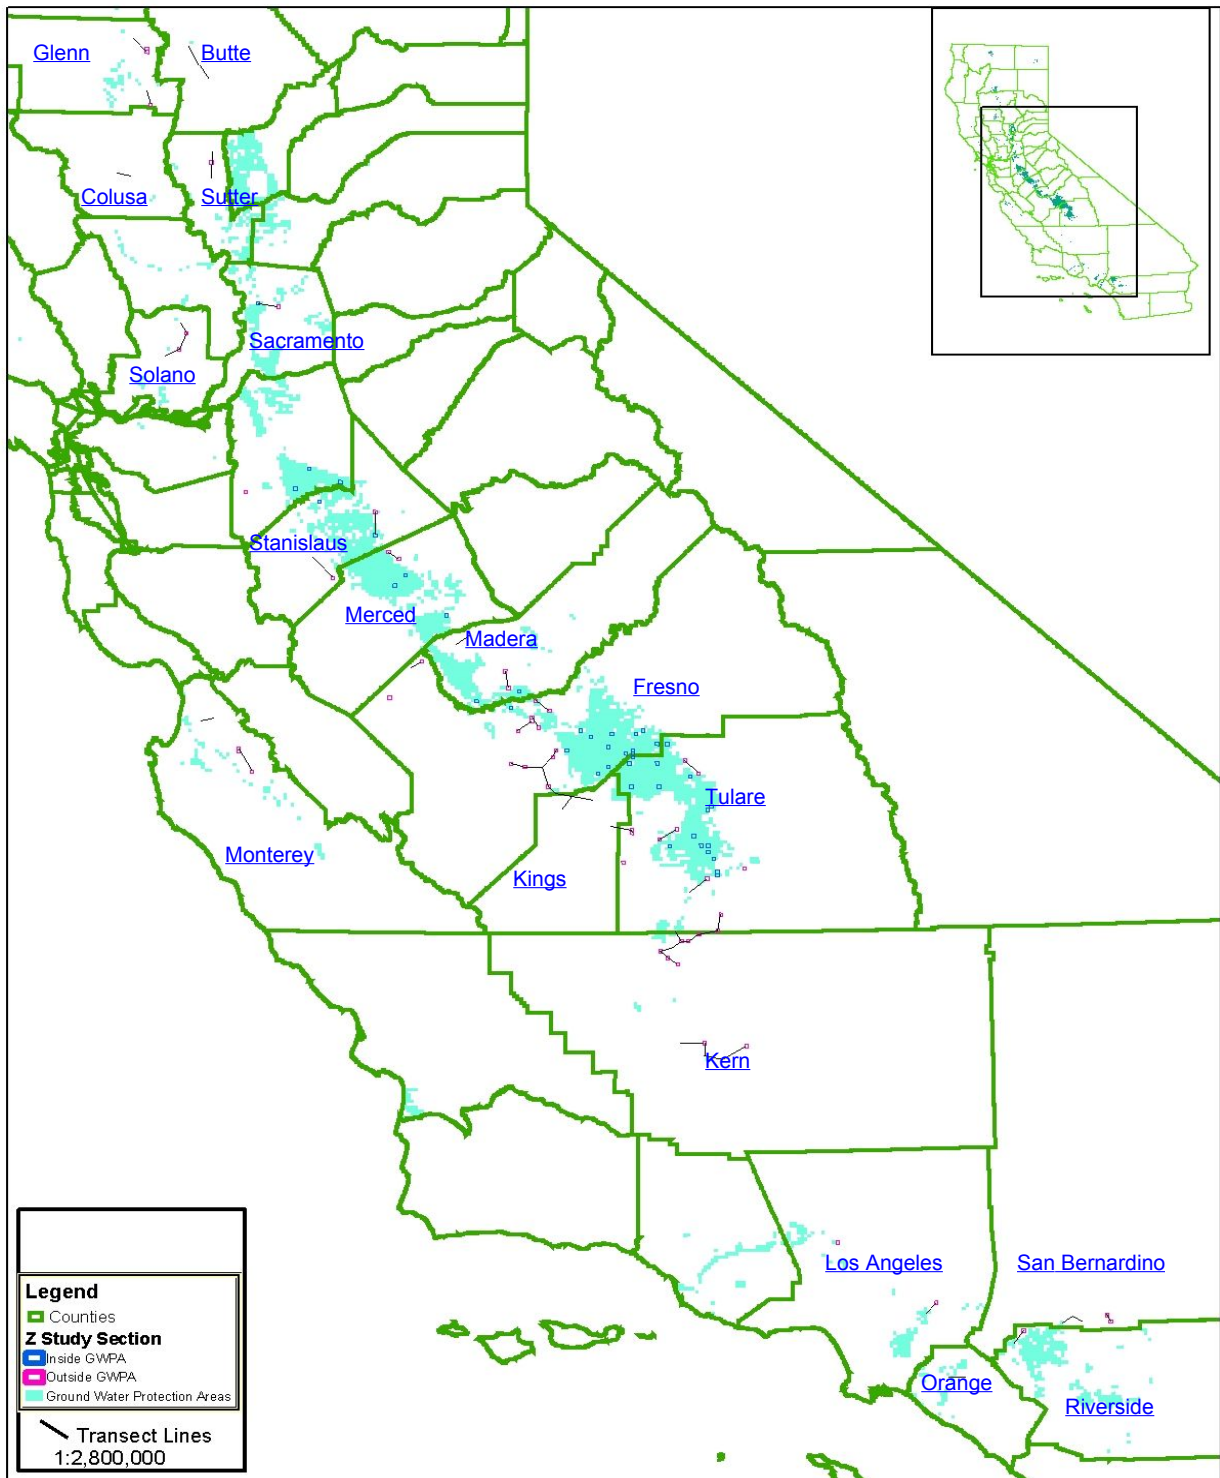 Glenn
Butte
Colusa
Sutter
Sacramento
Solano
Stanislaus
Merced
Madera
Fresno
Tulare
Monterey
Kings
Kern
Los Angeles
San Bernardino
Orange
Riverside
Legend
Counties
Z Study Section
Inside GWPA
Outside GWPA
Ground Water Protection Areas
Transect Lines
1:2,800,000